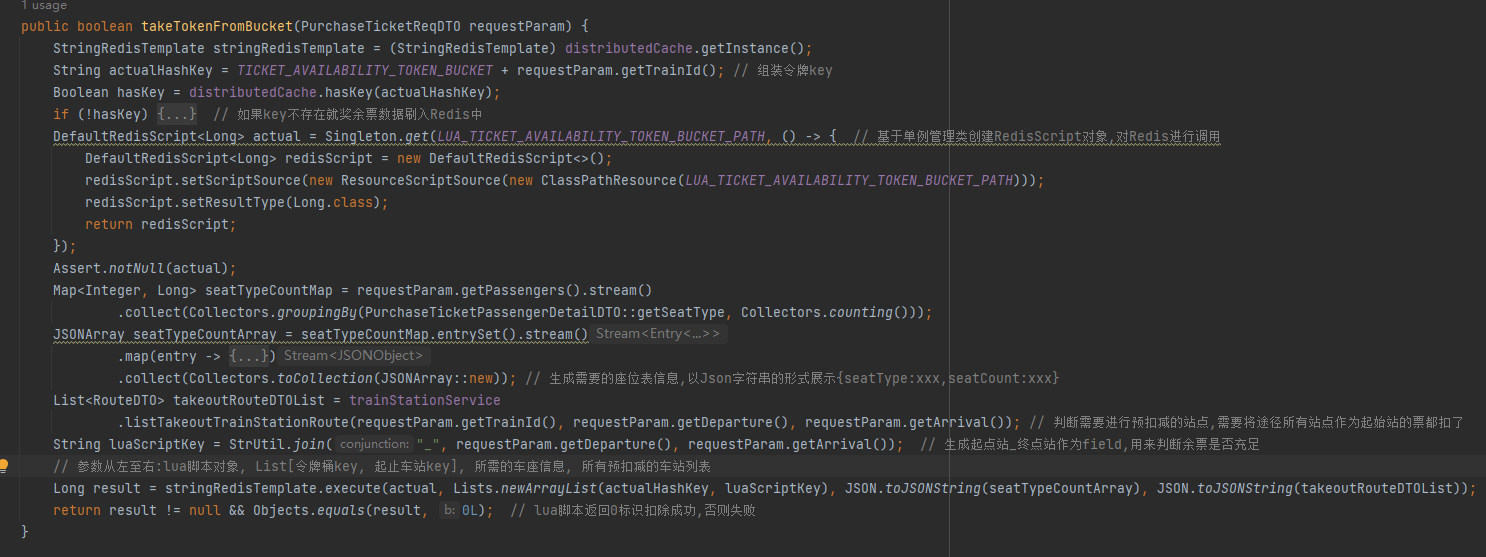 1 usage
public boolean takeTokenFromBucket(PurchaseTicketReqDTO requestParam) {
    StringRedisTemplate stringRedisTemplate = (StringRedisTemplate) distributedCache.getInstance();
    String actualHashKey = TICKET_AVAILABILITY_TOKEN_BUCKET + requestParam.getTrainId(); // 组装令牌key
    Boolean hasKey = distributedCache.hasKey(actualHashKey);
    if (!hasKey) {...} // 如果key不存在就奖余票数据刷入Redis中
    DefaultRedisScript<Long> actual = Singleton.get(LUA_TICKET_AVAILABILITY_TOKEN_BUCKET_PATH, () -> { // 基于单例管理类创建RedisScript对象,对Redis进行调用
        DefaultRedisScript<Long> redisScript = new DefaultRedisScript<>();
        redisScript.setScriptSource(new ResourceScriptSource(new ClassPathResource(LUA_TICKET_AVAILABILITY_TOKEN_BUCKET_PATH)));
        redisScript.setResultType(Long.class);
        return redisScript;
    });
    Assert.notNull(actual);
    Map<Integer, Long> seatTypeCountMap = requestParam.getPassengers().stream()
            .collect(Collectors.groupingBy(PurchaseTicketPassengerDetailDTO::getSeatType, Collectors.counting()));
    JSONArray seatTypeCountArray = seatTypeCountMap.entrySet().stream() Stream<Entry<...>>
            .map(entry -> {...}) Stream<JSONObject>
            .collect(Collectors.toCollection(JSONArray::new)); // 生成需要的座位表信息,以Json字符串的形式展示{seatType:xxx,seatCount:xxx}
    List<RouteDTO> takeoutRouteDTOList = trainStationService
            .listTakeoutTrainStationRoute(requestParam.getTrainId(), requestParam.getDeparture(), requestParam.getArrival()); // 判断需要进行预扣减的站点,需要将途径所有站点作为起始站的票都扣了
    String luaScriptKey = StrUtil.join( conjunction: "_", requestParam.getDeparture(), requestParam.getArrival()); // 生成起点站_终点站作为field,用来判断余票是否充足
    // 参数从左至右:lua脚本对象, List[令牌桶key, 起止车站key], 所需的车座信息, 所有预扣减的车站列表
    Long result = stringRedisTemplate.execute(actual, Lists.newArrayList(actualHashKey, luaScriptKey), JSON.toJSONString(seatTypeCountArray), JSON.toJSONString(takeoutRouteDTOList));
    return result != null && Objects.equals(result, b: 0L); // lua脚本返回0标识扣除成功,否则失败
}